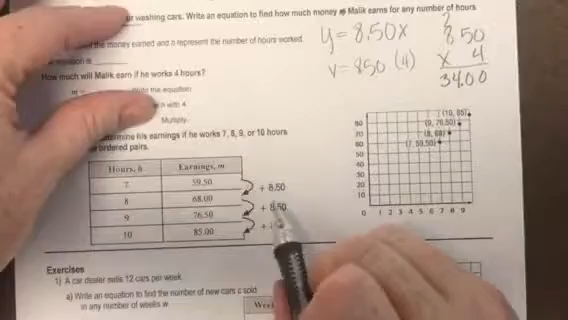 ur washing cars. Write an equation to find how much money Malik earns for any number of hours
the money earned and h represent the number of hours worked.
y = 8.50x
850
x 4
34.00
How much will Malik earn if he works 4 hours?
y = 850 (4)
m =
the equation
h with 4.
Multiply.
his earnings if he works 7, 8, 9, or 10 hours
ordered pairs.
Hours, h Earnings, m
7 59.50
8 68.00
9 76.50
10 85.00
+ 8.50
+ 8.50
(10, 85)
(9, 76.50)
(8, 68)
(7, 59.50)
80
70
60
50
40
30
20
10
0 1 2 3 4 5 6 7 8 9
Exercises
1) A car dealer sells 12 cars per week.
a) Write an equation to find the number of new cars c sold
in any number of weeks w.